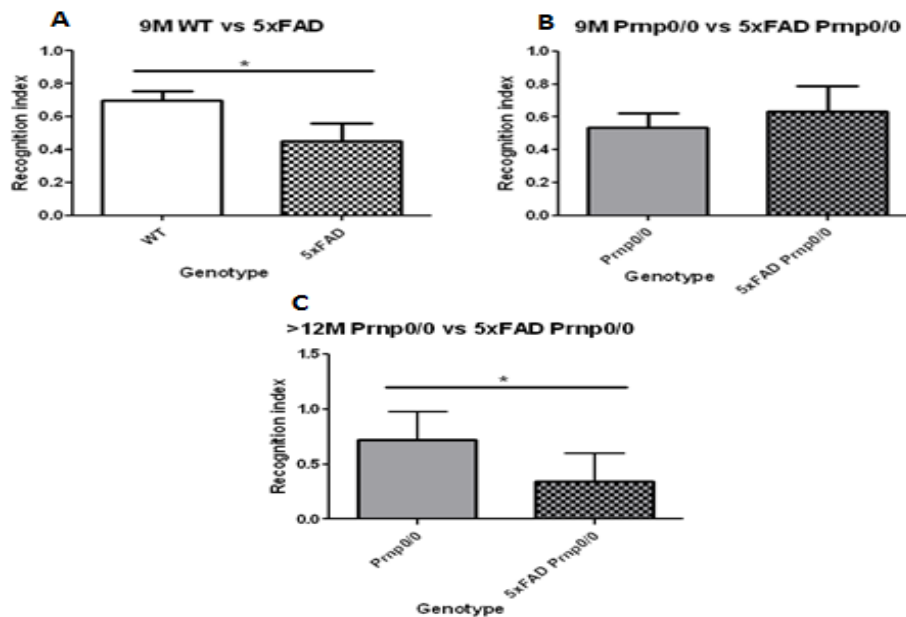 A
9M WT vs 5xFAD
Recognition index
1.0
0.8
0.6
0.4
0.2
0.0
*
WT
5xFAD
Genotype
B
9M Prnp0/0 vs 5xFAD Prnp0/0
Recognition index
1.0
0.8
0.6
0.4
0.2
0.0
Prnp0/0
5xFAD Prnp0/0
Genotype
C
>12M Prnp0/0 vs 5xFAD Prnp0/0
Recognition index
1.5
1.0
0.5
0.0
*
Prnp0/0
5xFAD Prnp0/0
Genotype